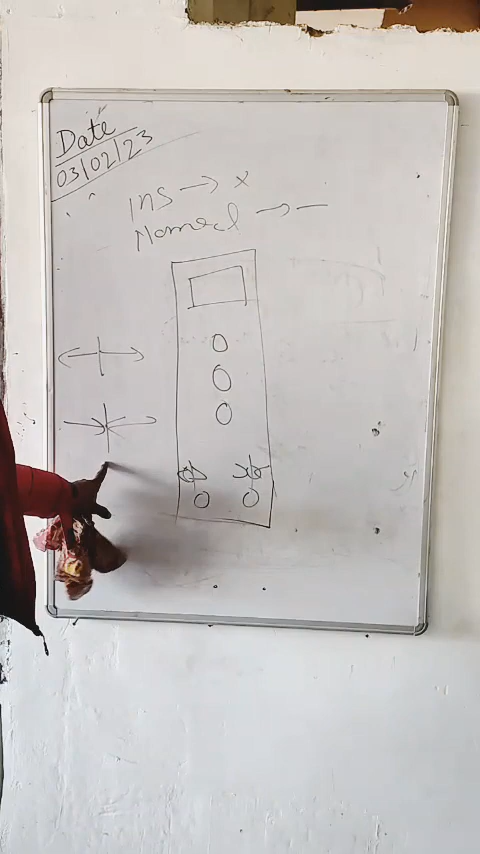 Date
03/02/23
Ins → x
Normal → —